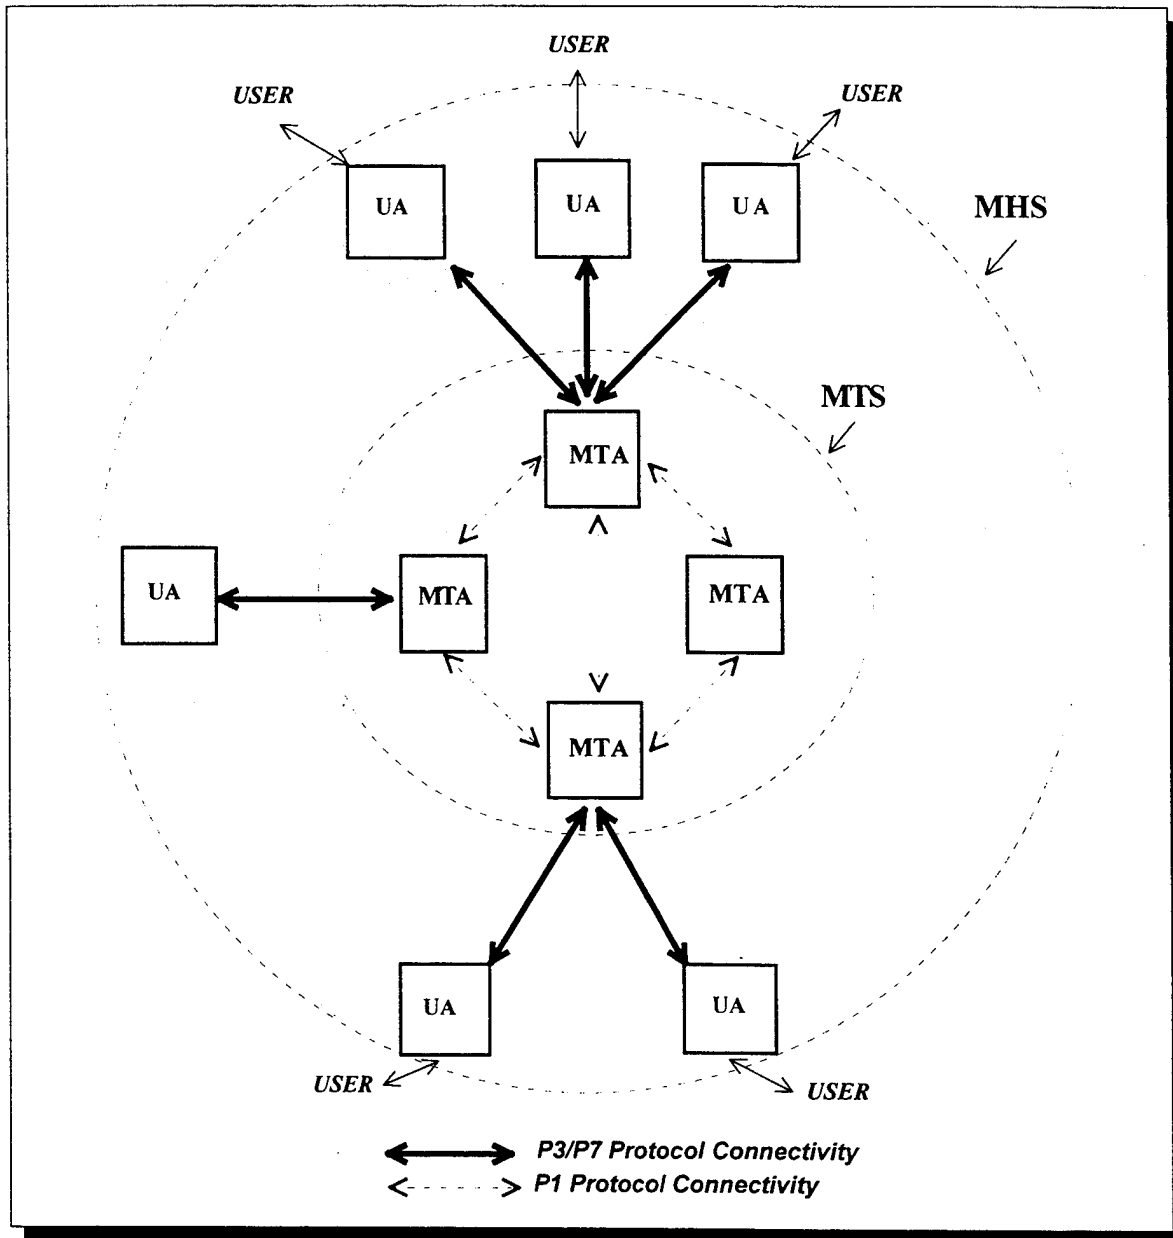 USER
USER
USER
UA
UA
UA
MHS
MTS
MTA
UA
MTA
MTA
MTA
UA
UA
USER
USER
P3/P7 Protocol Connectivity
P1 Protocol Connectivity